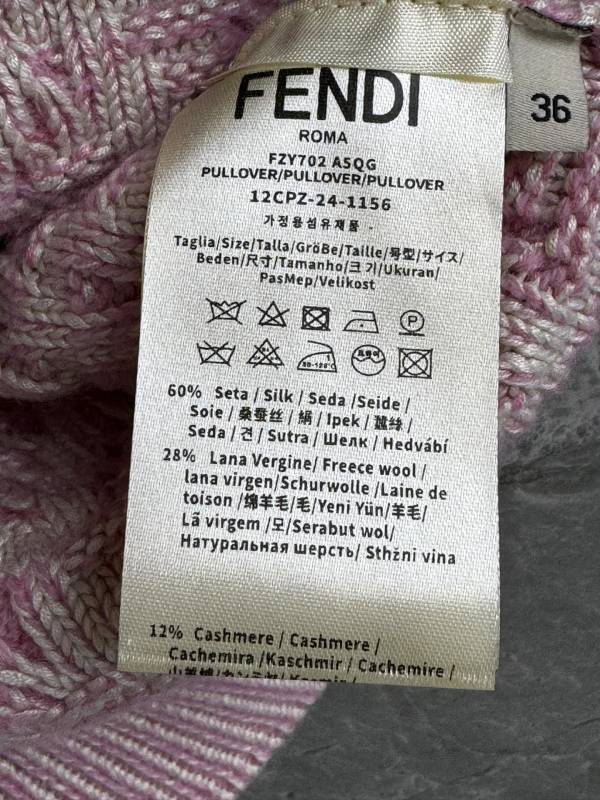 FENDI
ROMA
36
FZY702 A5QG
PULLOVER/PULLOVER/PULLOVER
12CPZ-24-1156
가정용섬유제품 -
Taglia/Size/Talla/GröBe/Taille/号型/サイズ/
Beden/尺寸/Tamanho/크기/Ukuran/
PasMep/Velikost
P
60% Seta / Silk / Seda /Seide /
Soie / 桑蚕丝 / 絹 / Ipek / 蠶絲 /
Seda / 견 / Sutra / Шелк / Hedvábí
28% Lana Vergine/ Freece wool /
lana virgen/Schurwolle /Laine de
toison /绵羊毛/毛/Yeni Yün/羊毛/
Lã virgem /모/Serabut wol/
Натуральная шерсть/ Sthžni vina
12% Cashmere / Cashmere /
Cachemira /Kaschmir / Cachemire /